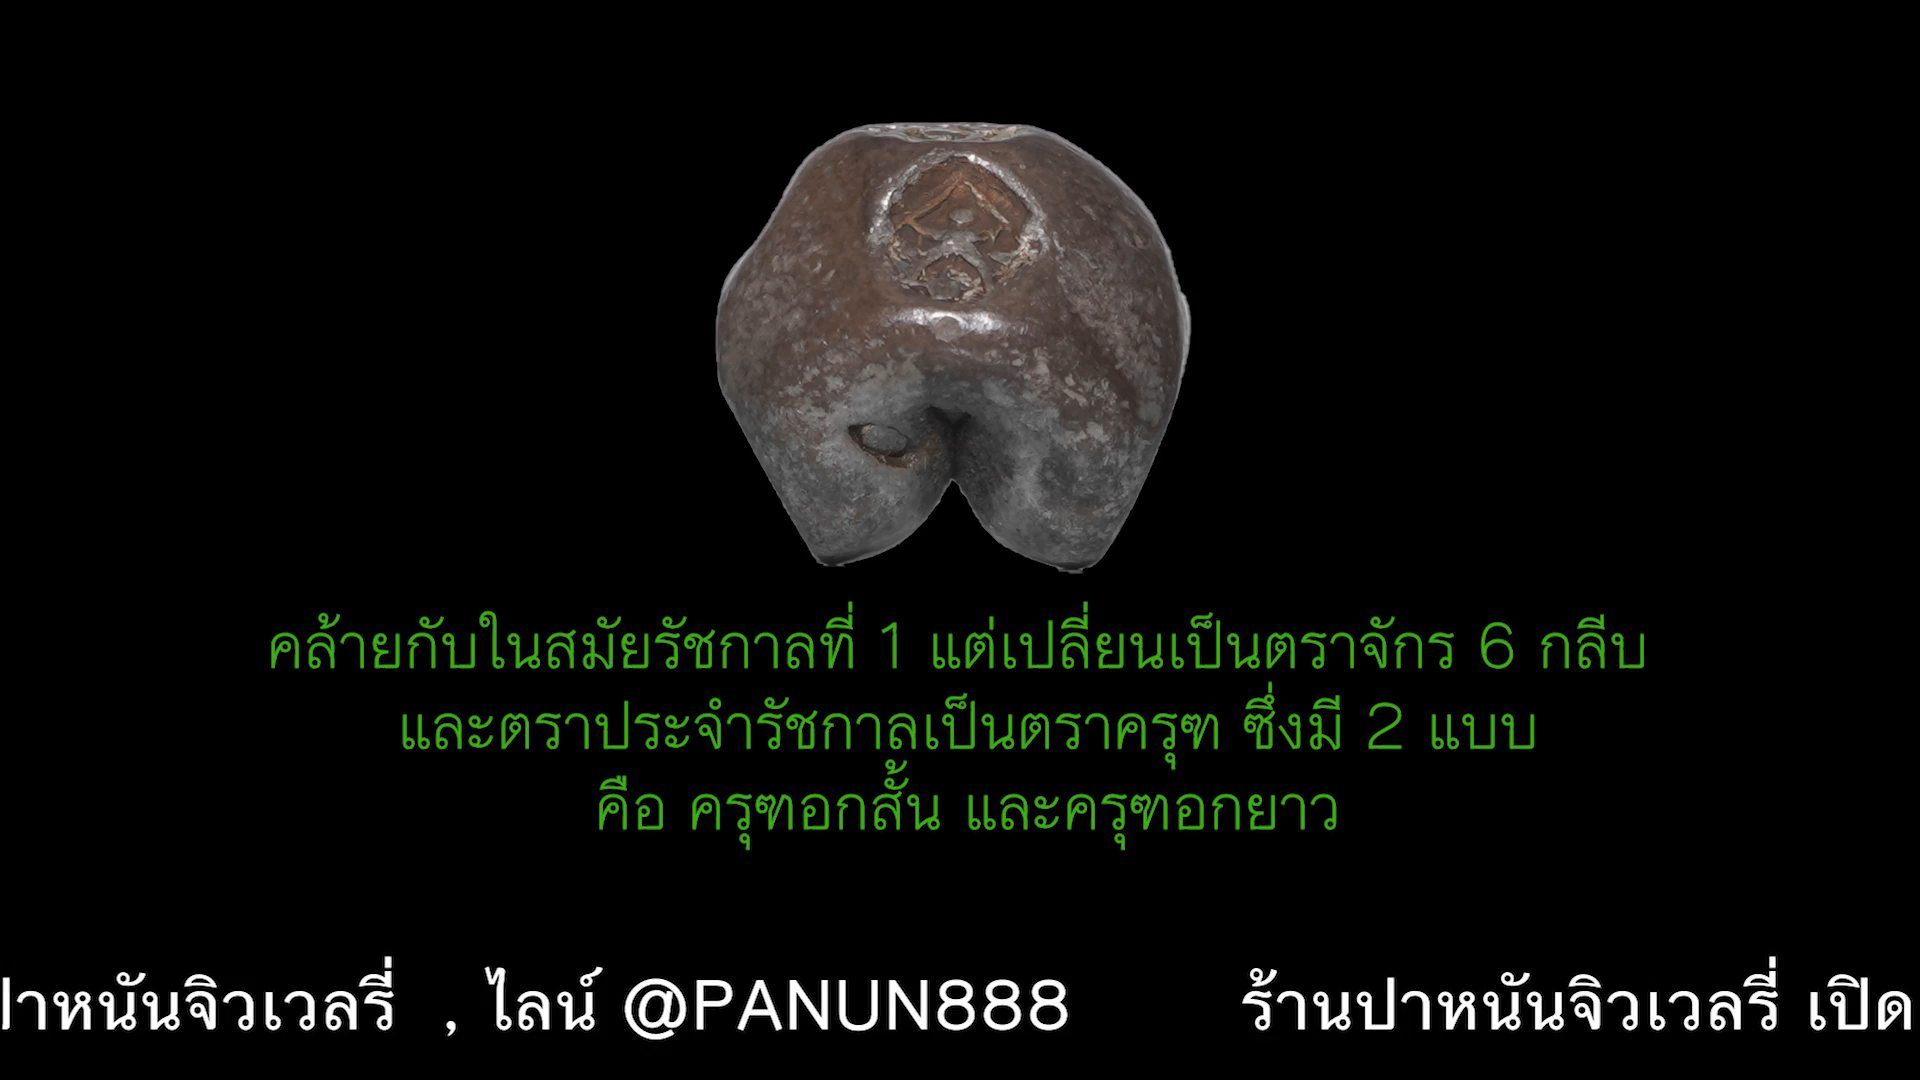 คล้ายกับในสมัยรัชกาลที่ 1 แต่เปลี่ยนเป็นตราจักร 6 กลีบ
และตราประจำรัชกาลเป็นตราครุฑ ซึ่งมี 2 แบบ
คือ ครุฑอกสั้น และครุฑอกยาว
ปาหนันจิวเวลรี่ , ไลน์ @PANUN888 ร้านปาหนันจิวเวลรี่ เปิด